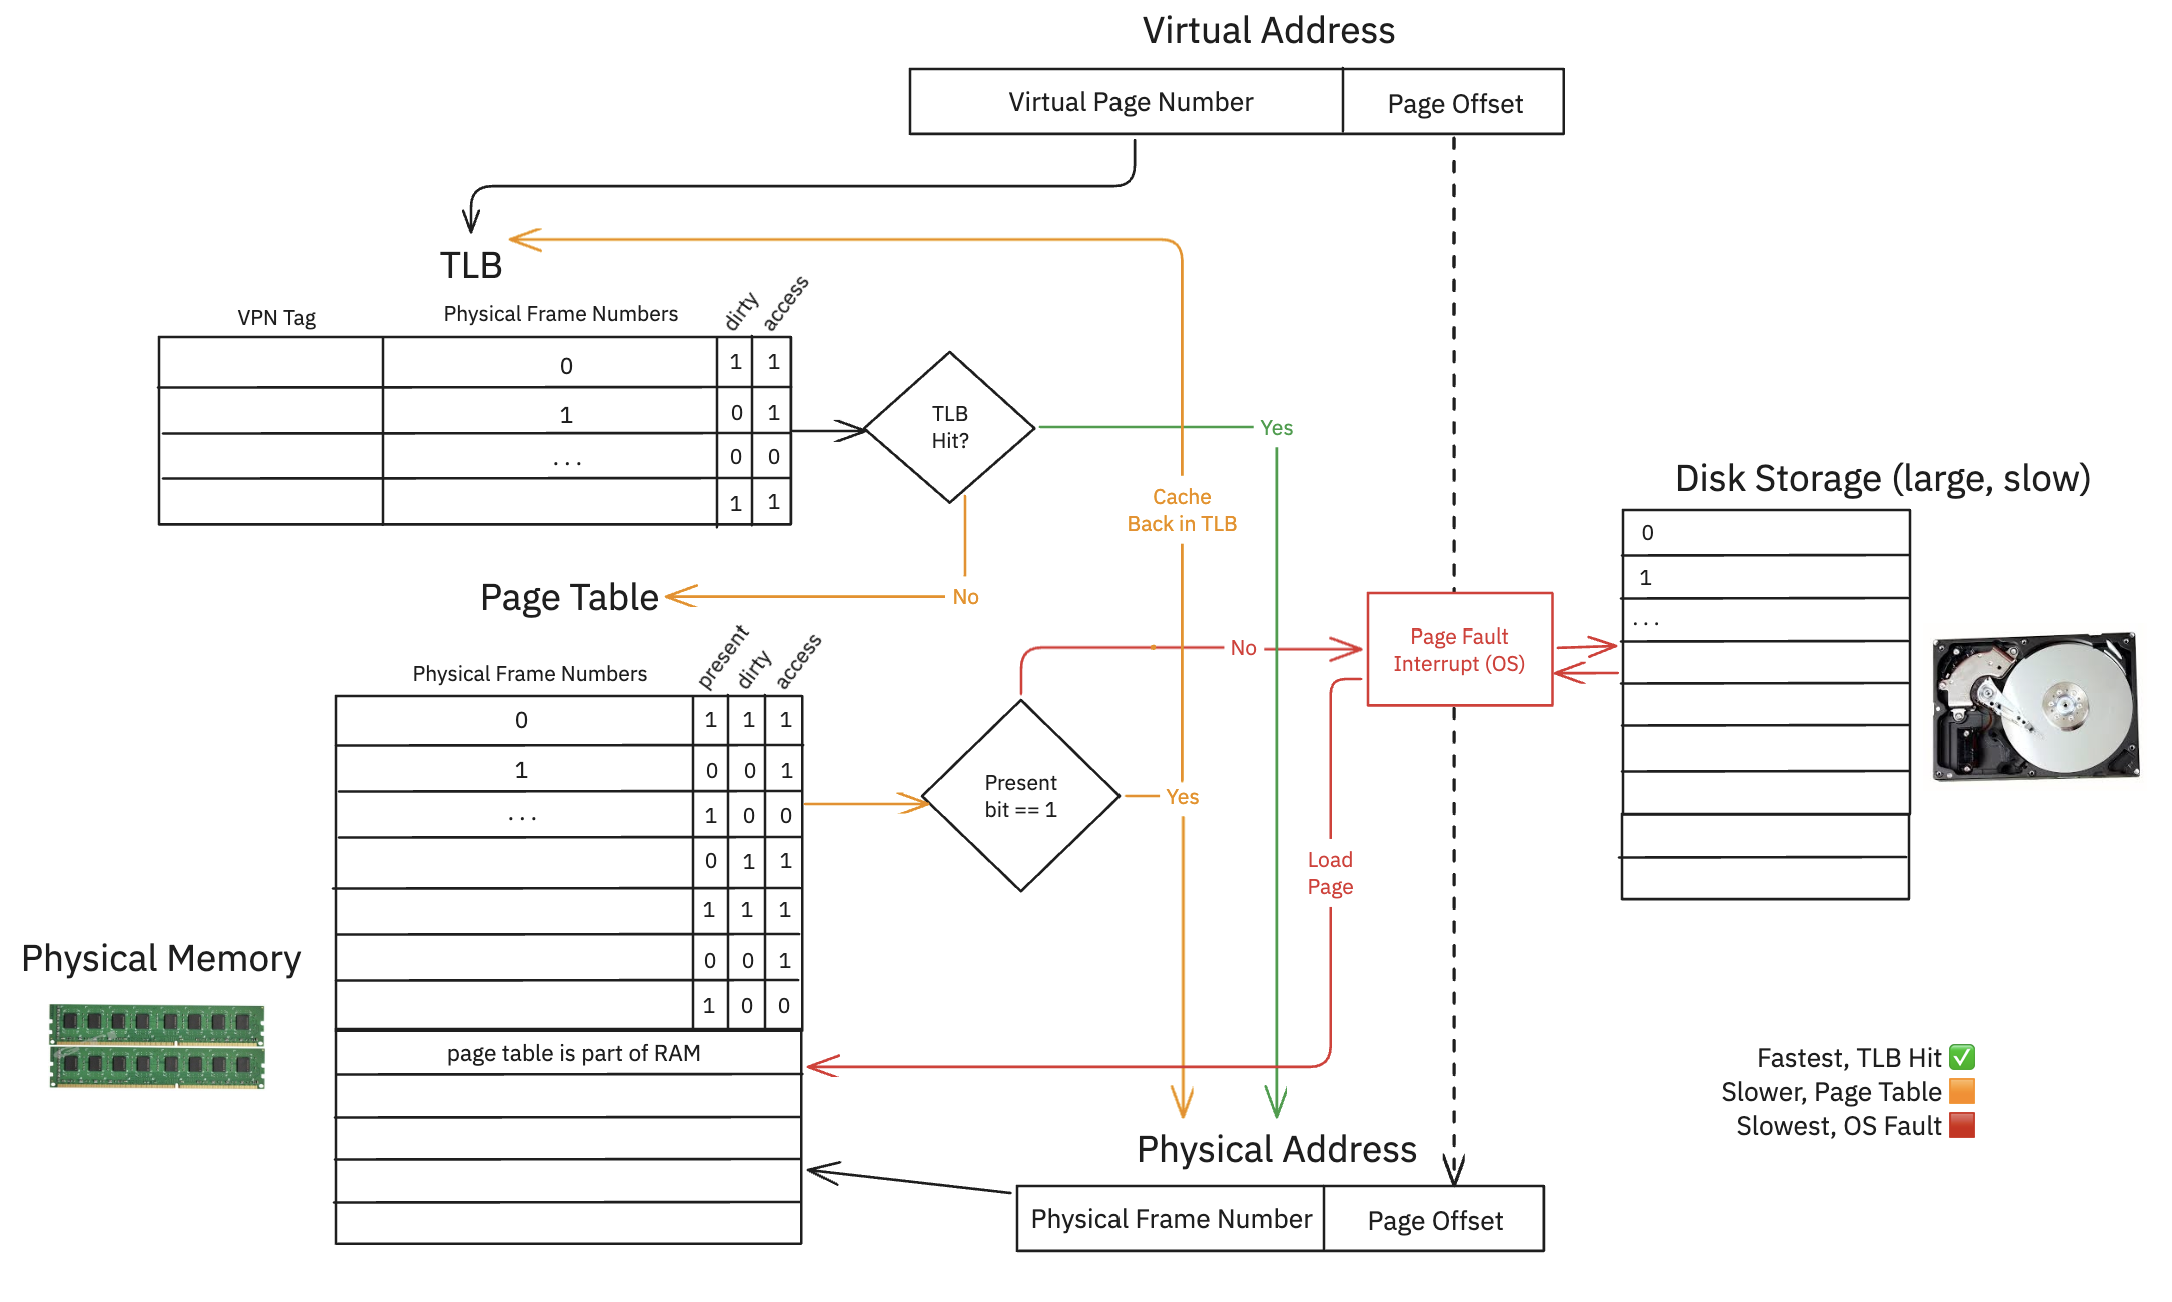 Virtual Address
Virtual Page Number
Page Offset
TLB
VPN Tag
Physical Frame Numbers
dirty
access
0
1 1
1
0 1
...
0 0
1 1
TLB
Hit?
Yes
No
Cache
Back in TLB
Page Table
Physical Frame Numbers
present
dirty
access
0
1 1 1
1
0 0 1
...
1 0 0
0 1 1
1 1 1
0 0 1
1 0 0
page table is part of RAM
Physical Memory
Present
bit == 1
No
Yes
Page Fault
Interrupt (OS)
Load
Page
Disk Storage (large, slow)
0
1
...
Fastest, TLB Hit ✅
Slower, Page Table 🟧
Slowest, OS Fault 🟥
Physical Address
Physical Frame Number
Page Offset